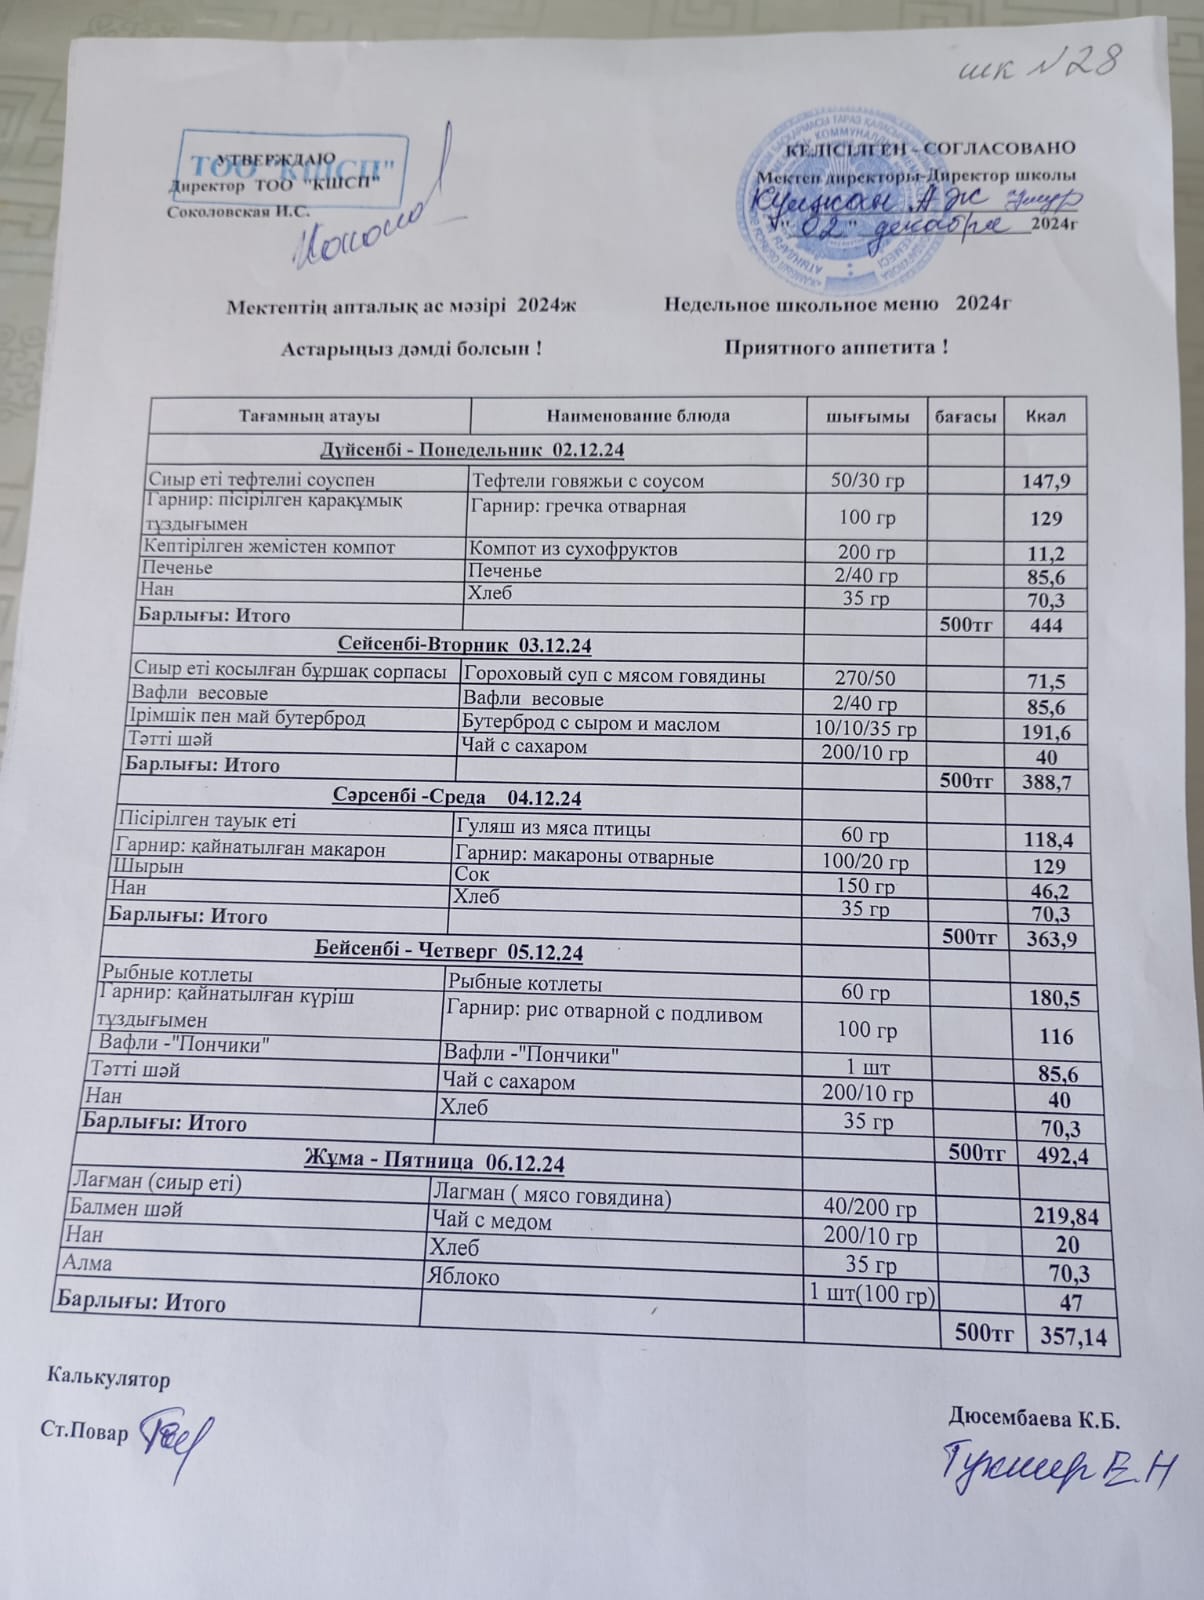 шк №28
ТОО "КШСП"
УТВЕРЖДАЮ
Директор ТОО "КШСП"
Соколовская И.С.
КЕЛІСІЛГЕН - СОГЛАСОВАНО
Мектеп директоры-Директор школы
"02" декабря 2024г
Мектептің апталық ас мәзірі 2024ж Недельное школьное меню 2024г
Астарыңыз дәмді болсын ! Приятного аппетита !
Тағамның атауы Наименование блюда шығымы бағасы Ккал
Дүйсенбі - Понедельник 02.12.24
Сиыр еті тефтелиі соуспен Тефтели говяжьи с соусом 50/30 гр 147,9
Гарнир: пісірілген қарақұмық
тұздығымен Гарнир: гречка отварная 100 гр 129
Кептірілген жемістен компот Компот из сухофруктов 200 гр 11,2
Печенье Печенье 2/40 гр 85,6
Нан Хлеб 35 гр 70,3
Барлығы: Итого 500тг 444
Сейсенбі-Вторник 03.12.24
Сиыр еті қосылған бұршақ сорпасы Гороховый суп с мясом говядины 270/50 71,5
Вафли весовые Вафли весовые 2/40 гр 85,6
Ірімшік пен май бутерброд Бутерброд с сыром и маслом 10/10/35 гр 191,6
Тәтті шәй Чай с сахаром 200/10 гр 40
Барлығы: Итого 500тг 388,7
Сәрсенбі -Среда 04.12.24
Пісірілген тауык еті Гуляш из мяса птицы 60 гр 118,4
Гарнир: қайнатылған макарон Гарнир: макароны отварные 100/20 гр 129
Шырын Сок 150 гр 46,2
Нан Хлеб 35 гр 70,3
Барлығы: Итого 500тг 363,9
Бейсенбі - Четверг 05.12.24
Рыбные котлеты Рыбные котлеты 60 гр 180,5
Гарнир: қайнатылған күріш
тұздығымен Гарнир: рис отварной с подливом 100 гр 116
Вафли -"Пончики" Вафли -"Пончики" 1 шт 85,6
Тәтті шәй Чай с сахаром 200/10 гр 40
Нан Хлеб 35 гр 70,3
Барлығы: Итого 500тг 492,4
Жұма - Пятница 06.12.24
Лағман (сиыр еті) Лагман ( мясо говядина) 40/200 гр 219,84
Балмен шәй Чай с медом 200/10 гр 20
Нан Хлеб 35 гр 70,3
Алма Яблоко 1 шт(100 гр) 47
Барлығы: Итого 500тг 357,14
Калькулятор Дюсембаева К.Б.
Ст.Повар